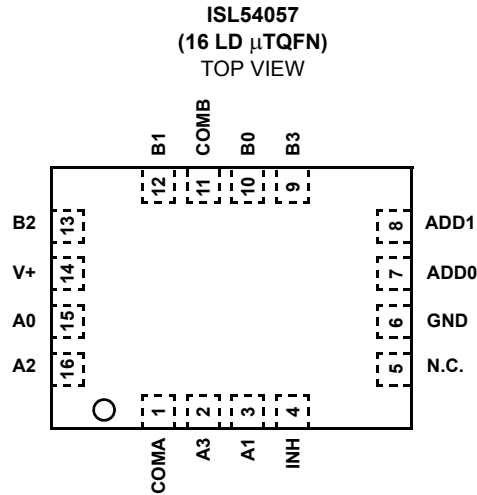 ISL54057
(16 LD μTQFN)
TOP VIEW
B1
COMB
B0
B3
12
11
10
9
B2
13
V+
14
A0
15
A2
16
8
ADD1
7
ADD0
6
GND
5
N.C.
1
2
3
4
COMA
A3
A1
INH